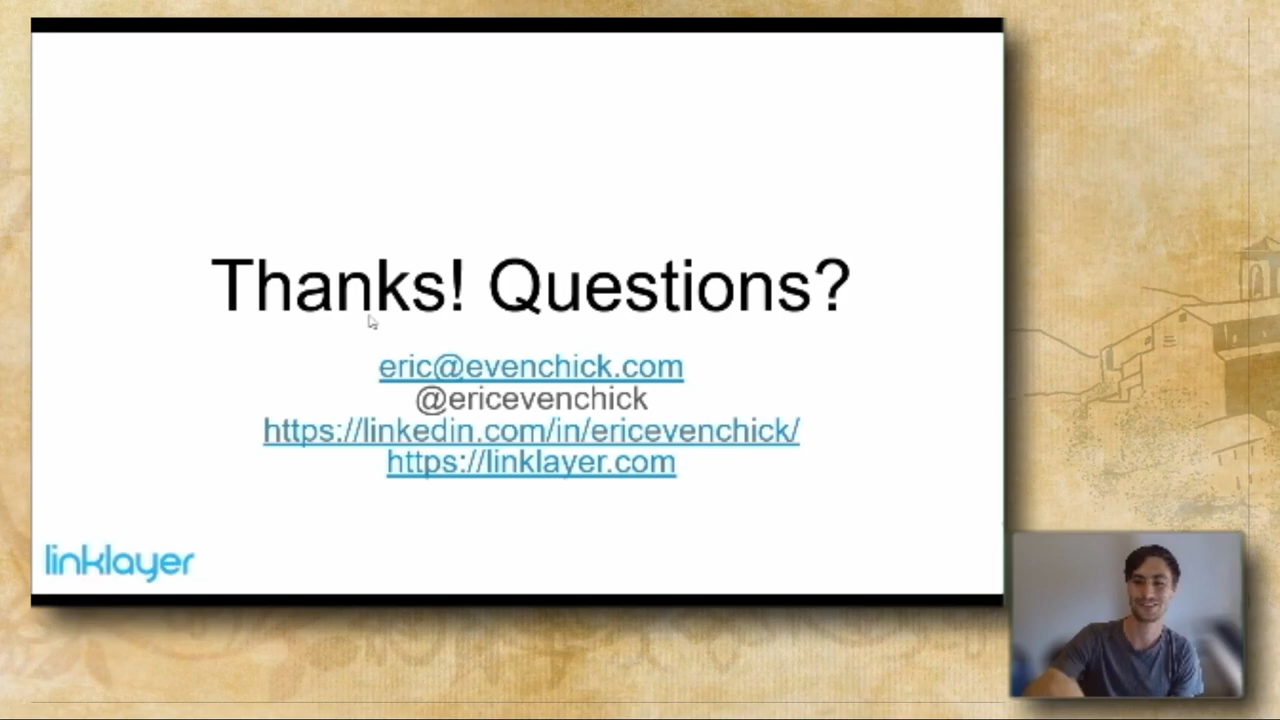 Thanks! Questions?
eric@evenchick.com
@ericevenchick
https://linkedin.com/in/ericevenchick/
https://linklayer.com
linklayer